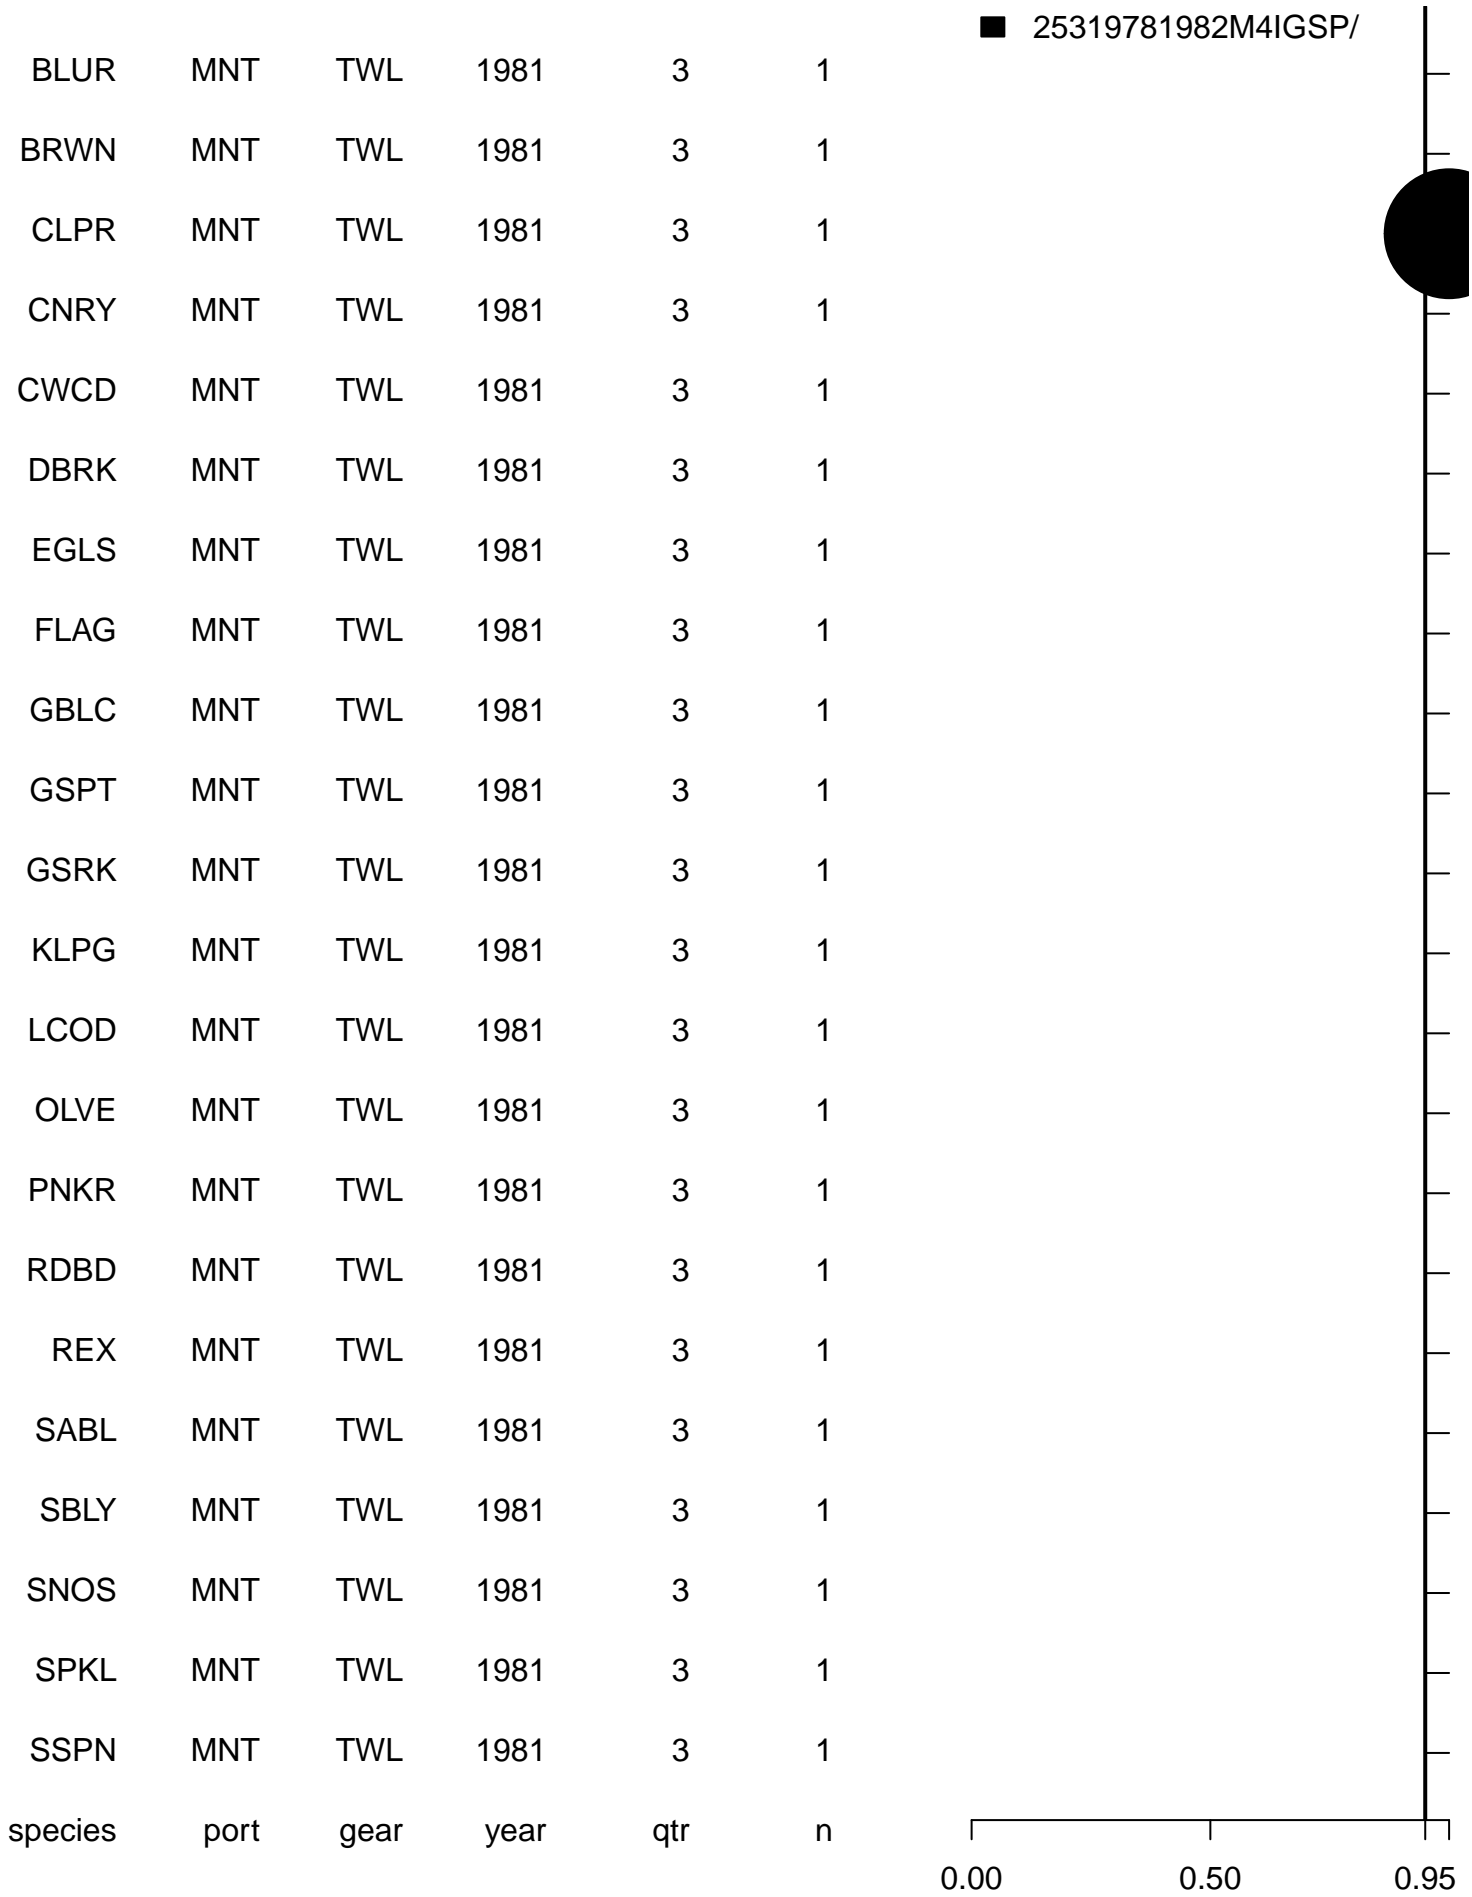 25319781982M4IGSP/
BLUR MNT TWL 1981 3 1
BRWN MNT TWL 1981 3 1
CLPR MNT TWL 1981 3 1
CNRY MNT TWL 1981 3 1
CWCD MNT TWL 1981 3 1
DBRK MNT TWL 1981 3 1
EGLS MNT TWL 1981 3 1
FLAG MNT TWL 1981 3 1
GBLC MNT TWL 1981 3 1
GSPT MNT TWL 1981 3 1
GSRK MNT TWL 1981 3 1
KLPG MNT TWL 1981 3 1
LCOD MNT TWL 1981 3 1
OLVE MNT TWL 1981 3 1
PNKR MNT TWL 1981 3 1
RDBD MNT TWL 1981 3 1
REX MNT TWL 1981 3 1
SABL MNT TWL 1981 3 1
SBLY MNT TWL 1981 3 1
SNOS MNT TWL 1981 3 1
SPKL MNT TWL 1981 3 1
SSPN MNT TWL 1981 3 1
species port gear year qtr n
0.00 0.50 0.95